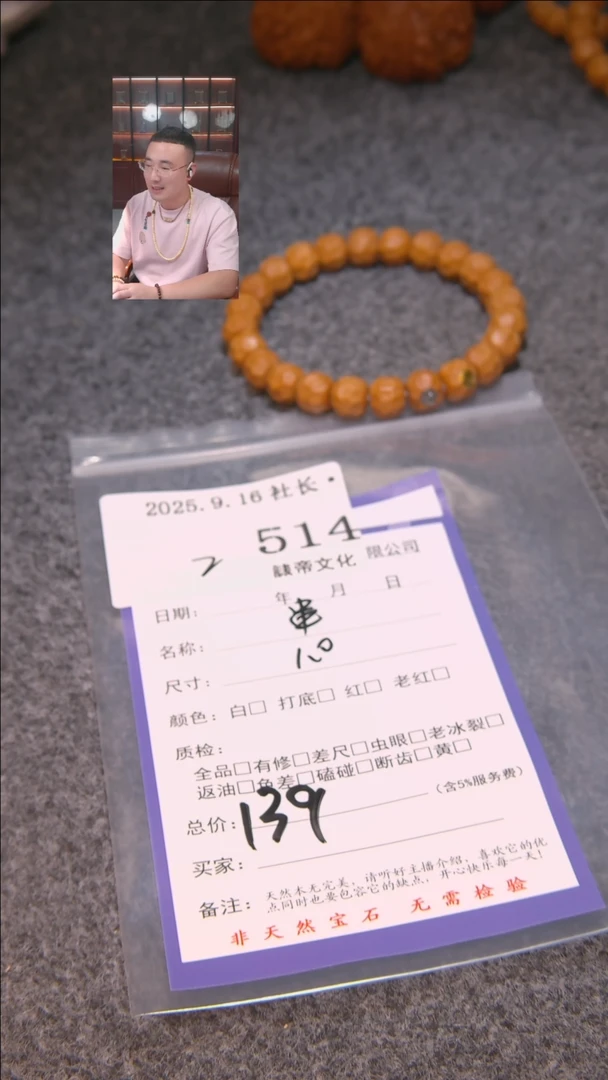 2025.9.16 社长
514
諆帝文化
限公司
日期: 年 月 日
名称: 串
尺寸: 1.0
颜色: 白□ 打底□ 红□ 老红□
质检:
全品□有修□差尺□虫眼□老冰裂□
返油□色差□磕碰□断齿□黄□
总价: 139 (含5%服务费)
买家:
备注: 天然本无完美, 请听好主播介绍, 喜欢它的优
点同时也要包容它的缺点, 开心快乐每一天!
非天然宝石 无需检验